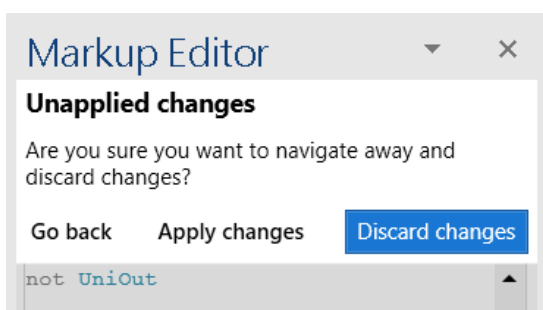 Markup Editor
Unapplied changes
Are you sure you want to navigate away and
discard changes?
Go back Apply changes Discard changes
not UniOut